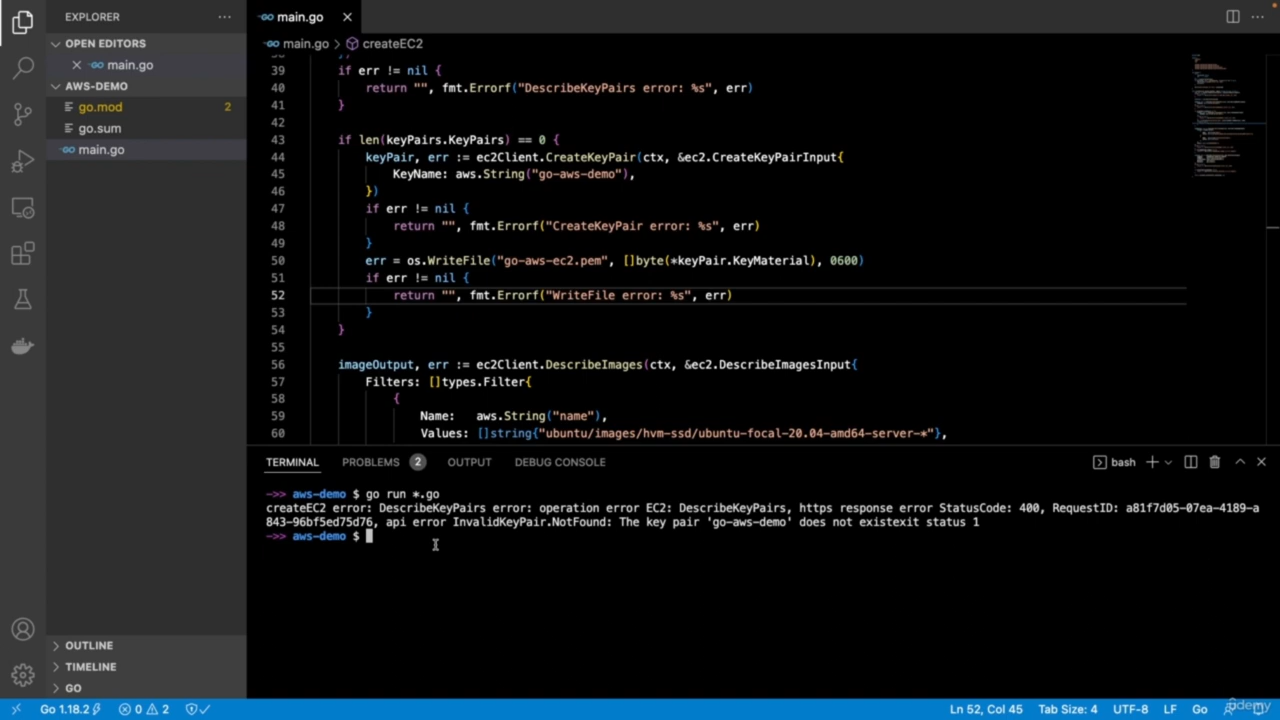 EXPLORER
OPEN EDITORS
main.go
AWS-DEMO
go.mod 2
go.sum
main.go
OUTLINE
TIMELINE
GO
main.go
main.go > createEC2
39 if err != nil {
40 return "", fmt.Errorf("DescribeKeyPairs error: %s", err)
41 }
42
43 if len(keyPairs.KeyPairs) == 0 {
44 keyPair, err := ec2Client.CreateKeyPair(ctx, &ec2.CreateKeyPairInput{
45 KeyName: aws.String("go-aws-demo"),
46 })
47 if err != nil {
48 return "", fmt.Errorf("CreateKeyPair error: %s", err)
49 }
50 err = os.WriteFile("go-aws-ec2.pem", []byte(*keyPair.KeyMaterial), 0600)
51 if err != nil {
52 return "", fmt.Errorf("WriteFile error: %s", err)
53 }
54 }
55
56 imageOutput, err := ec2Client.DescribeImages(ctx, &ec2.DescribeImagesInput{
57 Filters: []types.Filter{
58 {
59 Name: aws.String("name"),
60 Values: []string{"ubuntu/images/hvm-ssd/ubuntu-focal-20.04-amd64-server-*"},
TERMINAL PROBLEMS 2 OUTPUT DEBUG CONSOLE bash
->> aws-demo $ go run *.go
createEC2 error: DescribeKeyPairs error: operation error EC2: DescribeKeyPairs, https response error StatusCode: 400, RequestID: a81f7d05-07ea-4189-a
843-96bf5ed75d76, api error InvalidKeyPair.NotFound: The key pair 'go-aws-demo' does not existexit status 1
->> aws-demo $
Go 1.18.2 0 2 Ln 52, Col 45 Tab Size: 4 UTF-8 LF Go
udemy